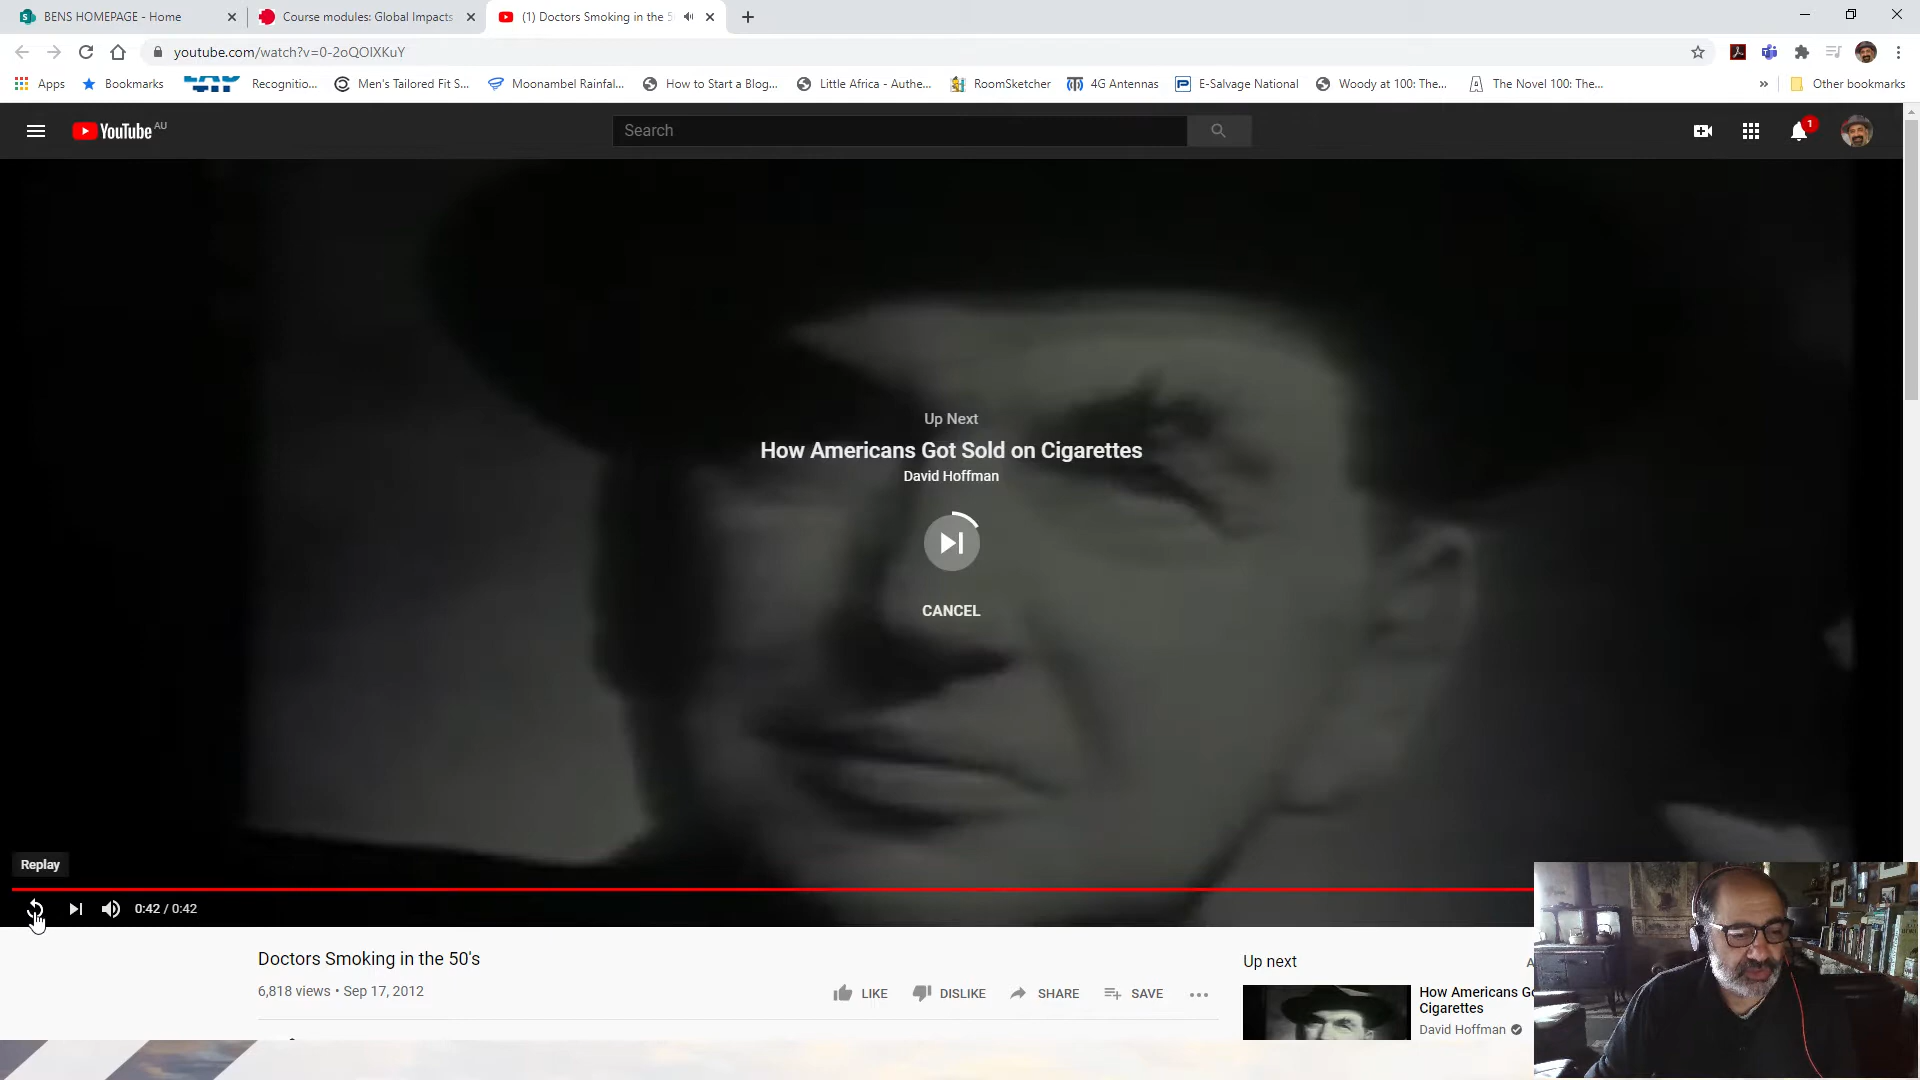 BENS HOMEPAGE - Home
Course modules: Global Impacts
(1) Doctors Smoking in the 5
youtube.com/watch?v=0-2oQOIXKuY
Apps
Bookmarks
Recognitio...
Men's Tailored Fit S...
Moonambel Rainfal...
How to Start a Blog...
Little Africa - Authe...
RoomSketcher
4G Antennas
E-Salvage National
Woody at 100: The...
The Novel 100: The...
»
Other bookmarks
YouTube AU
Search
1
Up Next
How Americans Got Sold on Cigarettes
David Hoffman
CANCEL
Replay
0:42 / 0:42
Doctors Smoking in the 50's
6,818 views • Sep 17, 2012
LIKE
DISLIKE
SHARE
SAVE
Up next
How Americans G
Cigarettes
David Hoffman